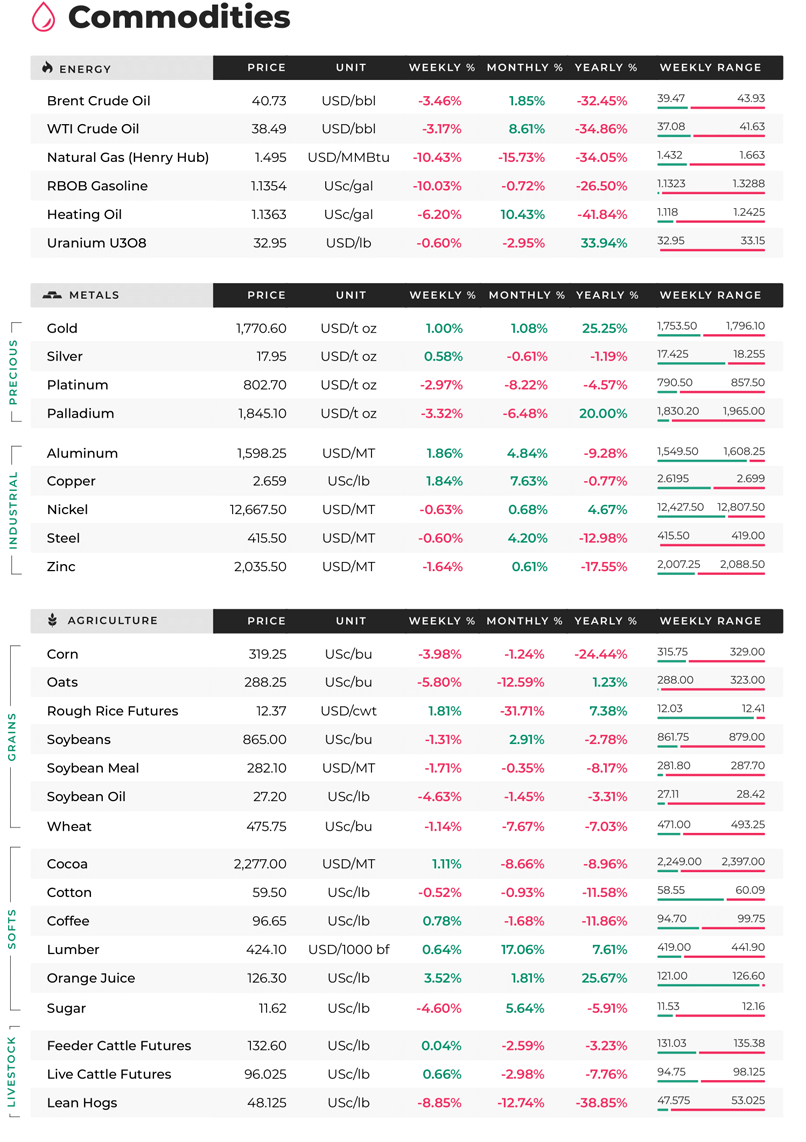 Commodities
ENERGY PRICE UNIT WEEKLY % MONTHLY % YEARLY % WEEKLY RANGE
Brent Crude Oil 40.73 USD/bbl -3.46% 1.85% -32.45% 39.47 43.93
WTI Crude Oil 38.49 USD/bbl -3.17% 8.61% -34.86% 37.08 41.63
Natural Gas (Henry Hub) 1.495 USD/MMBtu -10.43% -15.73% -34.05% 1.432 1.663
RBOB Gasoline 1.1354 USc/gal -10.03% -0.72% -26.50% 1.1323 1.3288
Heating Oil 1.1363 USc/gal -6.20% 10.43% -41.84% 1.118 1.2425
Uranium U3O8 32.95 USD/lb -0.60% -2.95% 33.94% 32.95 33.15
METALS PRICE UNIT WEEKLY % MONTHLY % YEARLY % WEEKLY RANGE
PRECIOUS
Gold 1,770.60 USD/t oz 1.00% 1.08% 25.25% 1,753.50 1,796.10
Silver 17.95 USD/t oz 0.58% -0.61% -1.19% 17.425 18.255
Platinum 802.70 USD/t oz -2.97% -8.22% -4.57% 790.50 857.50
Palladium 1,845.10 USD/t oz -3.32% -6.48% 20.00% 1,830.20 1,965.00
INDUSTRIAL
Aluminum 1,598.25 USD/MT 1.86% 4.84% -9.28% 1,549.50 1,608.25
Copper 2.659 USc/lb 1.84% 7.63% -0.77% 2.6195 2.699
Nickel 12,667.50 USD/MT -0.63% 0.68% 4.67% 12,427.50 12,807.50
Steel 415.50 USD/MT -0.60% 4.20% -12.98% 415.50 419.00
Zinc 2,035.50 USD/MT -1.64% 0.61% -17.55% 2,007.25 2,088.50
AGRICULTURE PRICE UNIT WEEKLY % MONTHLY % YEARLY % WEEKLY RANGE
GRAINS
Corn 319.25 USc/bu -3.98% -1.24% -24.44% 315.75 329.00
Oats 288.25 USc/bu -5.80% -12.59% 1.23% 288.00 323.00
Rough Rice Futures 12.37 USD/cwt 1.81% -31.71% 7.38% 12.03 12.41
Soybeans 865.00 USc/bu -1.31% 2.91% -2.78% 861.75 879.00
Soybean Meal 282.10 USD/MT -1.71% -0.35% -8.17% 281.80 287.70
Soybean Oil 27.20 USc/lb -4.63% -1.45% -3.31% 27.11 28.42
Wheat 475.75 USc/bu -1.14% -7.67% -7.03% 471.00 493.25
SOFTS
Cocoa 2,277.00 USD/MT 1.11% -8.66% -8.96% 2,249.00 2,397.00
Cotton 59.50 USc/lb -0.52% -0.93% -11.58% 58.55 60.09
Coffee 96.65 USc/lb 0.78% -1.68% -11.86% 94.70 99.75
Lumber 424.10 USD/1000 bf 0.64% 17.06% 7.61% 419.00 441.90
Orange Juice 126.30 USc/lb 3.52% 1.81% 25.67% 121.00 126.60
Sugar 11.62 USc/lb -4.60% 5.64% -5.91% 11.53 12.16
LIVESTOCK
Feeder Cattle Futures 132.60 USc/lb 0.04% -2.59% -3.23% 131.03 135.38
Live Cattle Futures 96.025 USc/lb 0.66% -2.98% -7.76% 94.75 98.125
Lean Hogs 48.125 USc/lb -8.85% -12.74% -38.85% 47.575 53.025